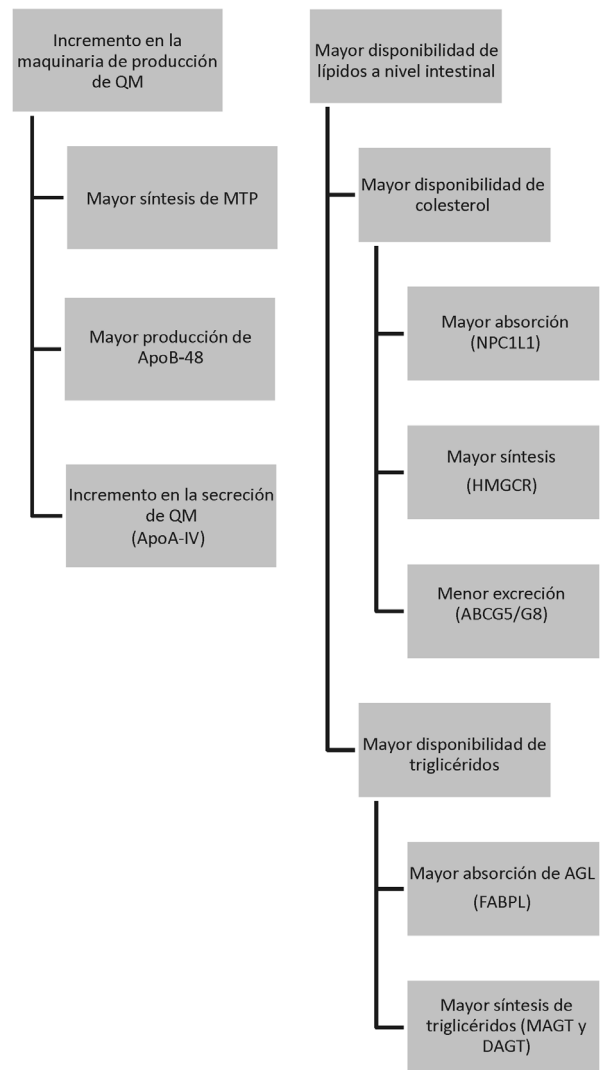 Incremento en la
maquinaria de producción
de QM
Mayor síntesis de MTP
Mayor producción de
ApoB-48
Incremento en la secreción
de QM
(ApoA-IV)
Mayor disponibilidad de
lípidos a nivel intestinal
Mayor disponibilidad de
colesterol
Mayor absorción
(NPC1L1)
Mayor síntesis
(HMGCR)
Menor excreción
(ABCG5/G8)
Mayor disponibilidad de
triglicéridos
Mayor absorción de AGL
(FABPL)
Mayor síntesis de
triglicéridos (MAGT y
DAGT)